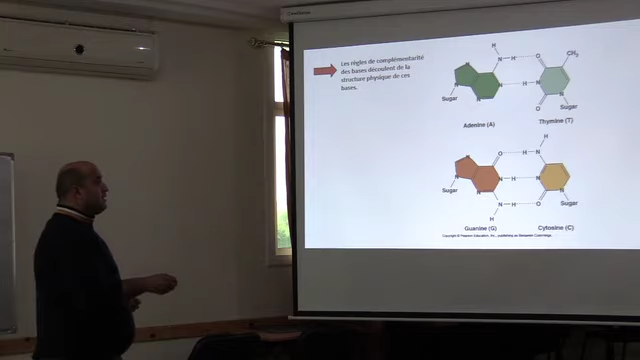 Les règles de complémentarité
des bases découlent de la
structure physique de ces
bases.
H
N
H
O
CH3
N
N
H
N
N
N
Sugar
O
Sugar
Adenine (A)
Thymine (T)
H
N
O
H
N
N
N
H
N
Sugar
N
N
H
O
N
Sugar
H
Guanine (G)
Cytosine (C)
Copyright © Pearson Education, Inc., publishing as Benjamin Cummings.